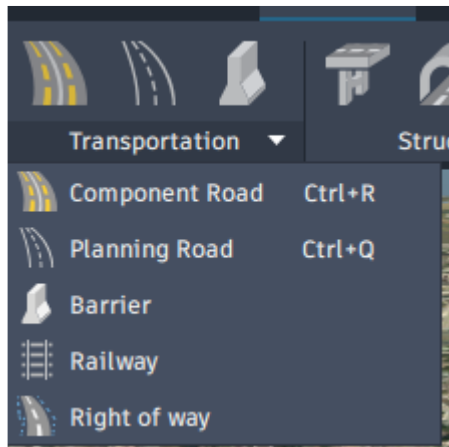 Transportation
Component Road Ctrl+R
Planning Road Ctrl+Q
Barrier
Railway
Right of way